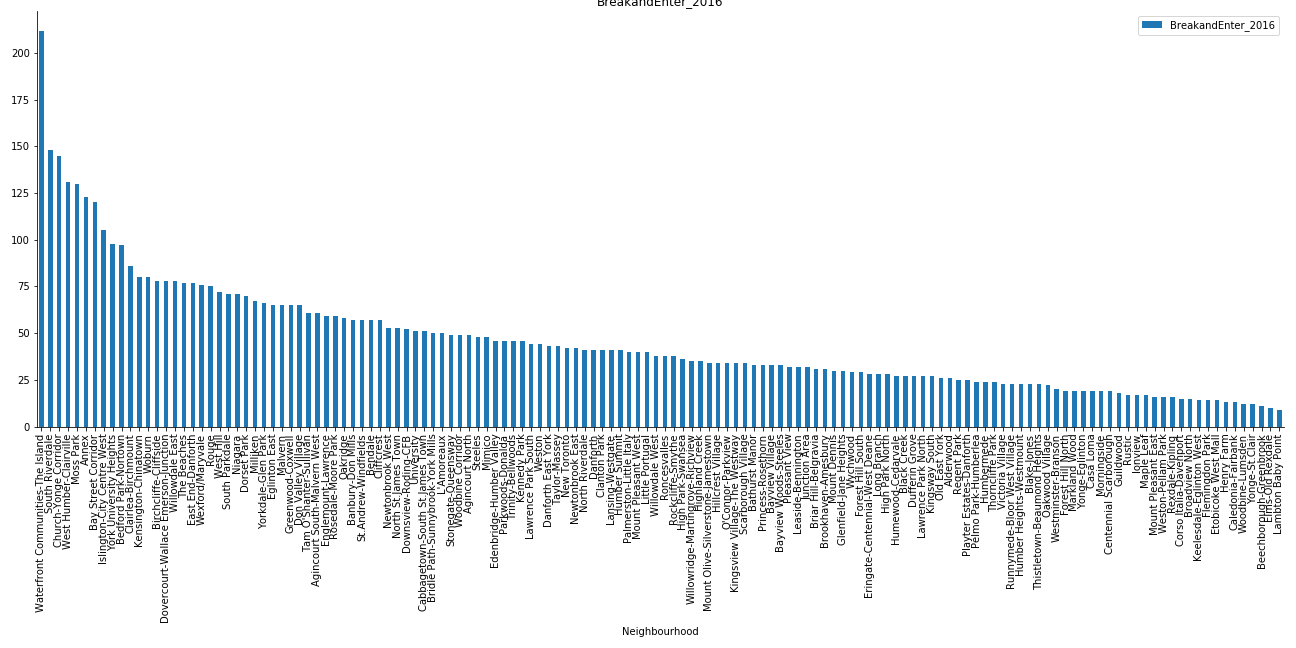 BreakandEnter_2016
BreakandEnter_2016
200
175
150
125
100
75
50
25
0
Waterfront Communities-The Island
South Riverdale
Church-Yonge Corridor
West Humber-Clairville
Moss Park
Annex
Bay Street Corridor
Islington-City Centre West
York University Heights
Bedford Park-Nortown
Clairlea-Birchmount
Kensington-Chinatown
Woburn
Birchcliffe-Cliffside
Dovercourt-Wallace Emerson-Junction
Willowdale East
The Beaches
East End-Danforth
Wexford/Maryvale
Rouge
West Hill
South Parkdale
Niagara
Dorset Park
Milliken
Yorkdale-Glen Park
Eglinton East
Malvern
Greenwood-Coxwell
Don Valley Village
Tam O'Shanter-Sullivan
Agincourt South-Malvern West
Englemount-Lawrence
Rosedale-Moore Park
Oakridge
Banbury-Don Mills
St.Andrew-Windfields
Bendale
Cliffcrest
Newtonbrook West
North St.James Town
Downsview-Roding-CFB
University
Cabbagetown-South St.James Town
Bridle Path-Sunnybrook-York Mills
L'Amoreaux
Stonegate-Queensway
Woodbine Corridor
Agincourt North
Steeles
Mimico
Edenbridge-Humber Valley
Parkwoods-Donalda
Trinity-Bellwoods
Kennedy Park
Lawrence Park South
Weston
Danforth East York
Taylor-Massey
New Toronto
Newtonbrook East
North Riverdale
Danforth
Clanton Park
Lansing-Westgate
Humber Summit
Palmerston-Little Italy
Mount Pleasant West
Little Portugal
Willowdale West
Roncesvalles
Rockcliffe-Smythe
High Park-Swansea
Willowridge-Martingrove-Richview
Highland Creek
Mount Olive-Silverstone-Jamestown
Hillcrest Village
O'Connor-Parkview
Kingsview Village-The Westway
Scarborough Village
Bathurst Manor
Princess-Rosethorn
Bayview Village
Bayview Woods-Steeles
Pleasant View
Leaside-Bennington
Junction Area
Briar Hill-Belgravia
Brookhaven-Amesbury
Mount Dennis
Glenfield-Jane Heights
Wychwood
Forest Hill South
Eringate-Centennial-West Deane
Long Branch
High Park North
Humewood-Cedarvale
Black Creek
Dufferin Grove
Lawrence Park North
Kingsway South
Old East York
Alderwood
Regent Park
Playter Estates-Danforth
Pelmo Park-Humberlea
Humbermede
Thorncliffe Park
Victoria Village
Runnymede-Bloor West Village
Humber Heights-Westmount
Blake-Jones
Thistletown-Beaumond Heights
Oakwood Village
Westminster-Branson
Forest Hill North
Markland Wood
Yonge-Eglinton
Casa Loma
Morningside
Centennial Scarborough
Guildwood
Rustic
Ionview,
Maple Leaf
Mount Pleasant East
Weston-Pellam Park
Rexdale-Kipling
Corso Italia-Davenport
Broadview North
Keelesdale-Eglinton West
Flemingdon Park
Etobicoke West Mall
Henry Farm
Caledonia-Fairbank
Woodbine-Lumsden
Yonge-St.Clair
Beechborough-Greenbrook
Elms-Old Rexdale
Lambton Baby Point
Neighbourhood